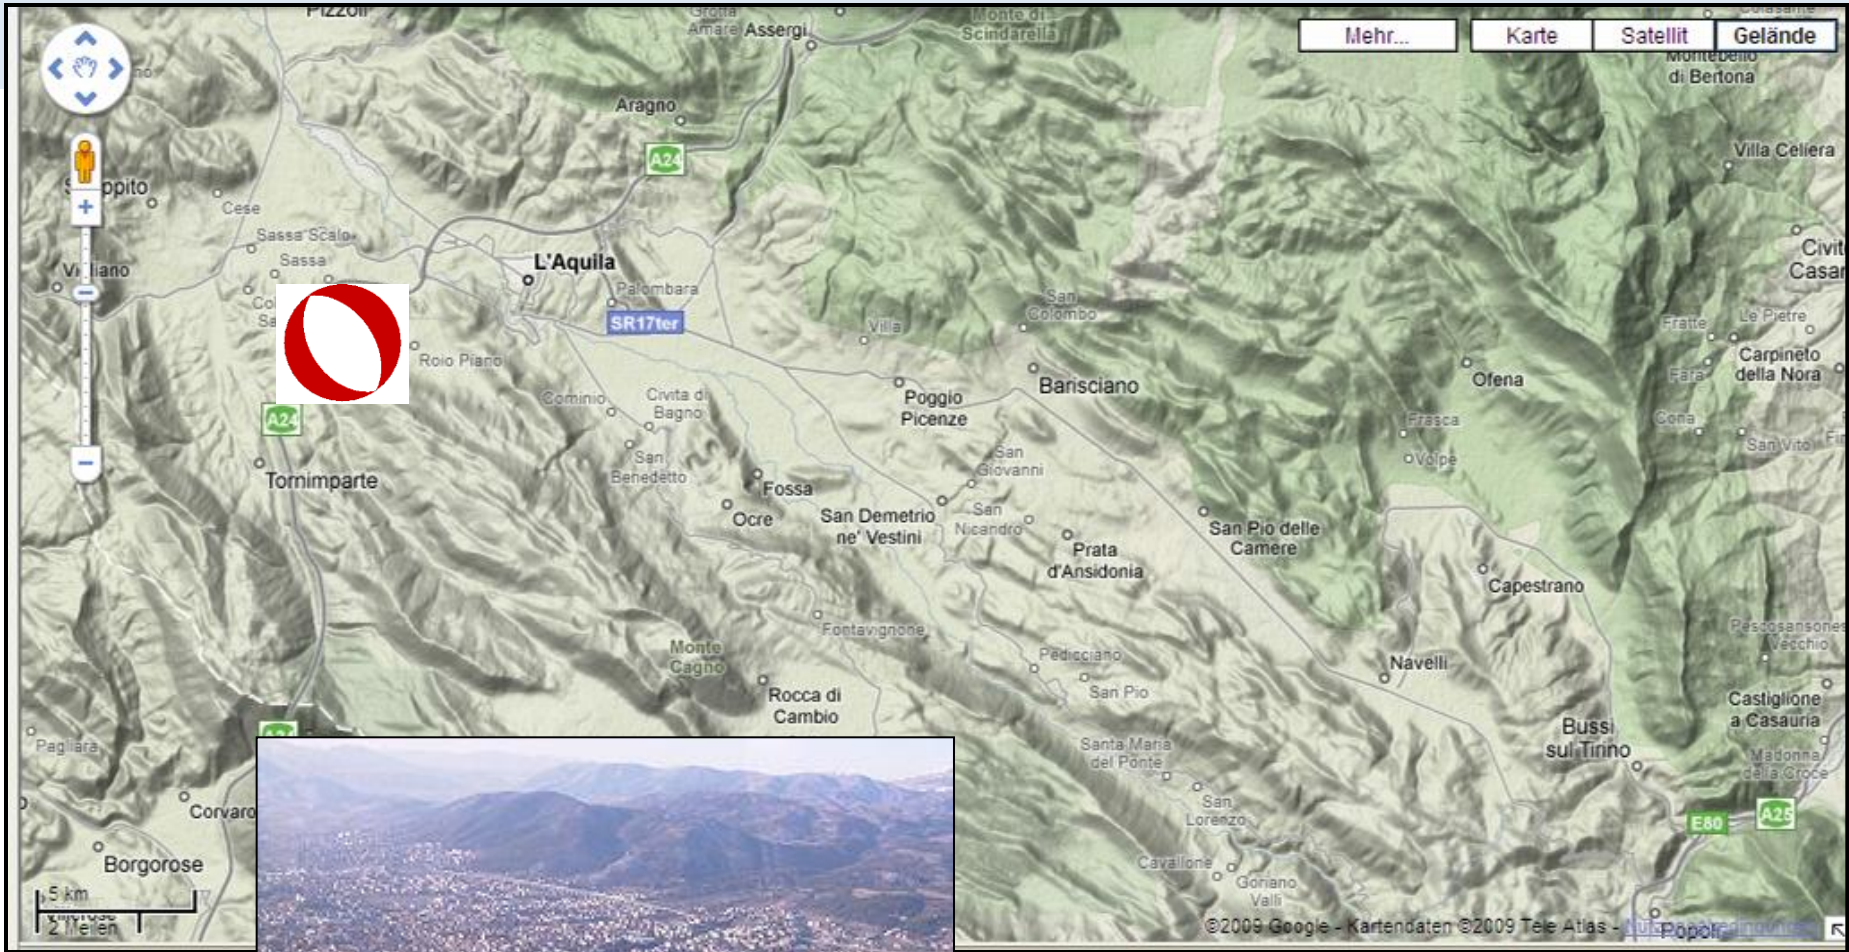 Pizzoli
Grotta
Amare
Assergi
Monte di
Scindarella
Mehr...
Karte
Satellit
Gelände
Montebello
di Bertona
Aragno
A24
Villa Celiera
Cese
Sassa Scalo
Sassa
L'Aquila
Palombara
SR17ter
San
Colombo
Villa
Roio Piano
Fratte
Le Pietre
Carpineto
della Nora
Fara
Ofena
Barisciano
Poggio
Picenze
Cominio
Civita di
Bagno
A24
Frasca
Cona
San Vito
Volpe
San
Benedetto
San
Giovanni
Tornimparte
Fossa
Ocre
San Demetrio
ne' Vestini
San
Nicandro
San Pio delle
Camere
Prata
d'Ansidonia
Capestrano
Fontavignone
Monte
Cagno
Pedicciano
San Pio
Navelli
Rocca di
Cambio
Castiglione
a Casauria
Bussi
sul Tirino
Pagliara
Santa Maria
del Ponte
Madonna
della Croce
San
Lorenzo
Corvaro
E80
A25
Borgorose
Cavallone
Goriano
Valli
5 km
2 Meilen
©2009 Google - Kartendaten ©2009 Tele Atlas -
Popoli